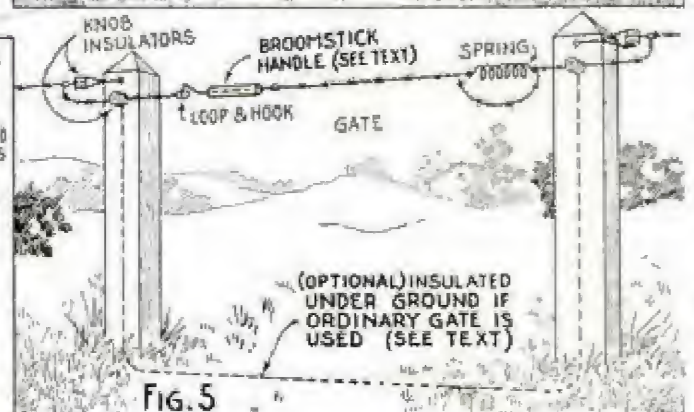 KNOB
INSULATORS
BROOMSTICK
HANDLE (SEE TEXT)
SPRING
LOOP & HOOK
GATE
(OPTIONAL) INSULATED
UNDER GROUND IF
ORDINARY GATE IS
USED (SEE TEXT)
FIG. 5